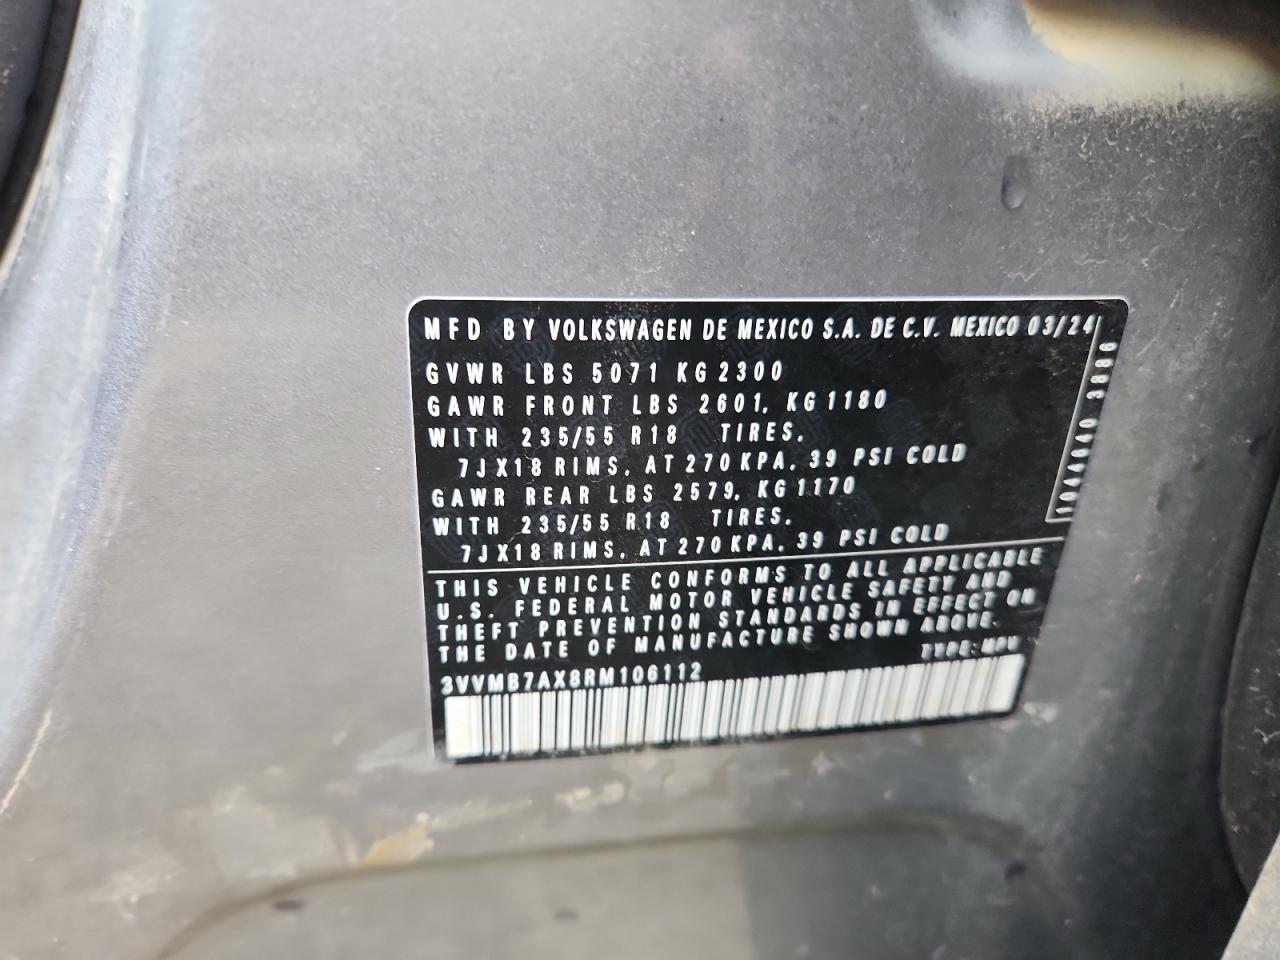 MFD BY VOLKSWAGEN DE MEXICO S.A. DE C.V. MEXICO 03/24
GVWR LBS 5071 KG 2300
GAWR FRONT LBS 2601, KG 1180
WITH 235/55 R18 TIRES,
7JX18 RIMS, AT 270 KPA, 39 PSI COLD
GAWR REAR LBS 2579, KG 1170
WITH 235/55 R18 TIRES,
7JX18 RIMS, AT 270 KPA, 39 PSI COLD
THIS VEHICLE CONFORMS TO ALL APPLICABLE
U.S. FEDERAL MOTOR VEHICLE SAFETY AND
THEFT PREVENTION STANDARDS IN EFFECT ON
THE DATE OF MANUFACTURE SHOWN ABOVE.
TYPE: MPV
3VVMB7AX8RM106112
3886